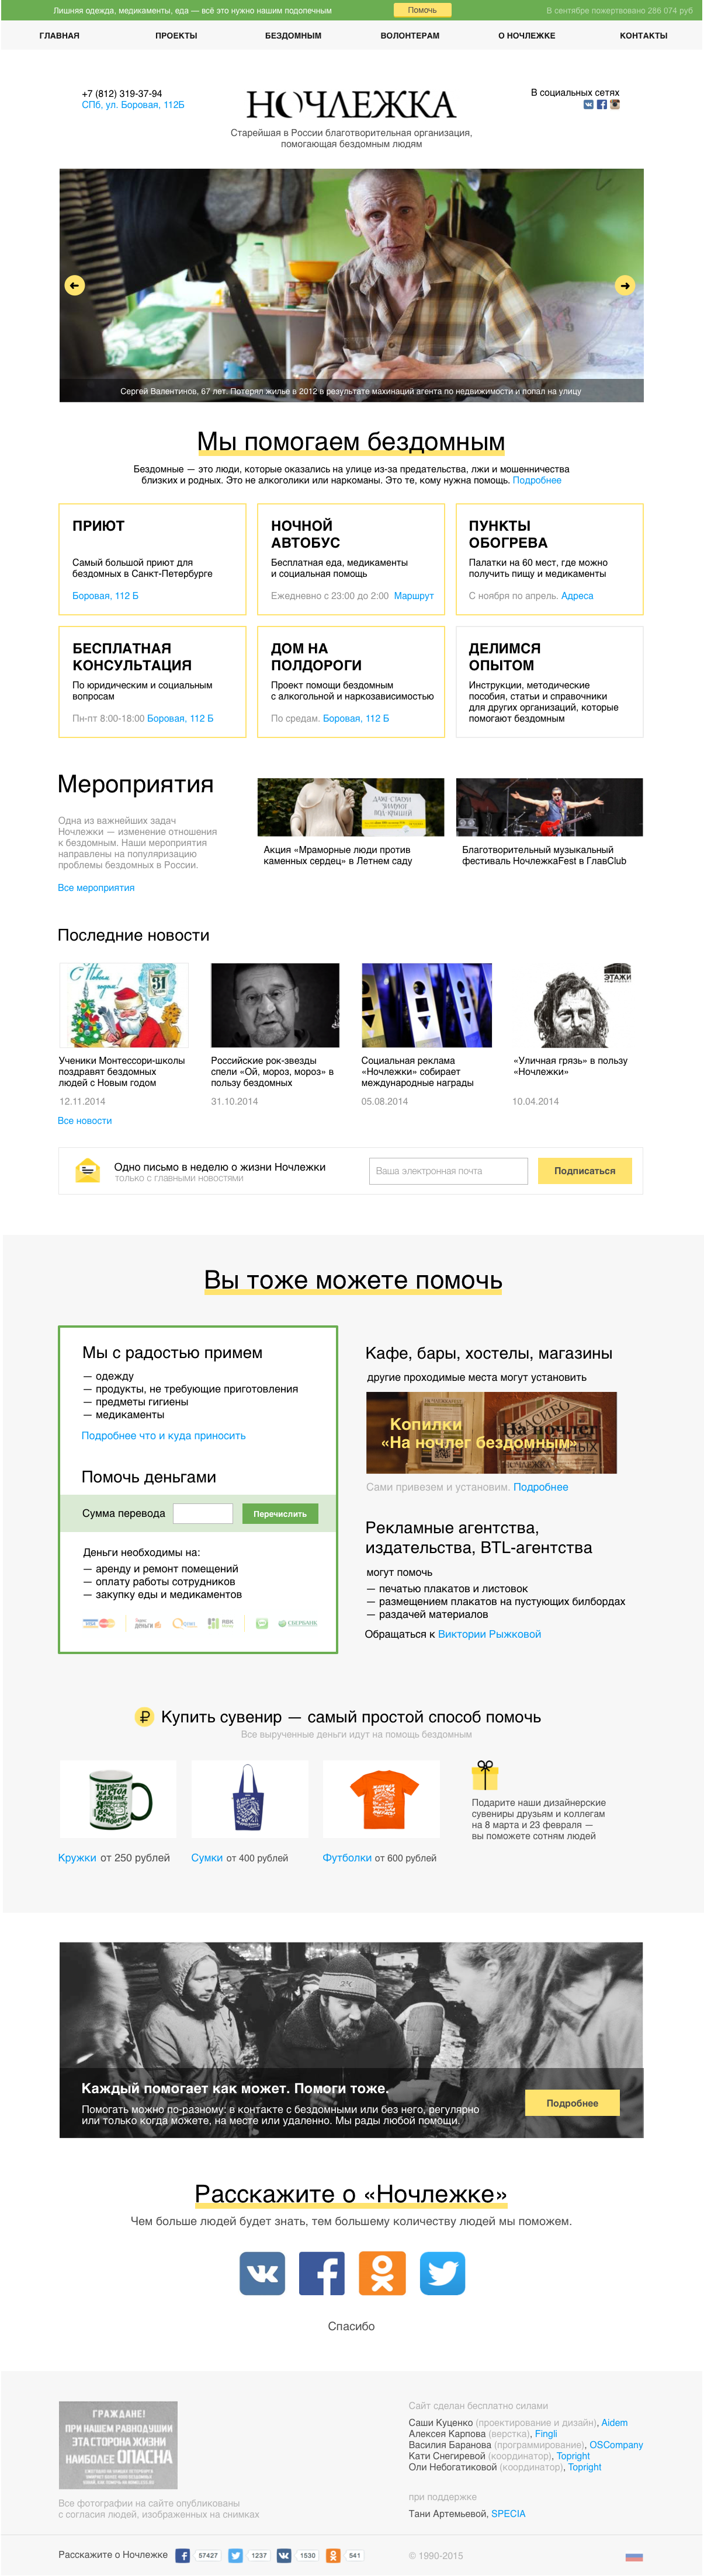 Лишняя одежда, медикаменты, еда — всё это нужно нашим подопечным
Помочь
В сентябре пожертвовано 286 074 руб
ГЛАВНАЯ
ПРОЕКТЫ
БЕЗДОМНЫМ
ВОЛОНТЕРАМ
О НОЧЛЕЖКЕ
КОНТАКТЫ
+7 (812) 319-37-94
СПб, ул. Боровая, 112Б
НОЧЛЕЖКА
Старейшая в России благотворительная организация,
помогающая бездомным людям
В социальных сетях
Сергей Валентинов, 67 лет. Потерял жилье в 2012 в результате махинаций агента по недвижимости и попал на улицу
Мы помогаем бездомным
Бездомные — это люди, которые оказались на улице из-за предательства, лжи и мошенничества
близких и родных. Это не алкоголики или наркоманы. Это те, кому нужна помощь. Подробнее
ПРИЮТ
Самый большой приют для
бездомных в Санкт-Петербурге
Боровая, 112 Б
НОЧНОЙ
АВТОБУС
Бесплатная еда, медикаменты
и социальная помощь
Ежедневно с 23:00 до 2:00 Маршрут
ПУНКТЫ
ОБОГРЕВА
Палатки на 60 мест, где можно
получить пищу и медикаменты
С ноября по апрель. Адреса
БЕСПЛАТНАЯ
КОНСУЛЬТАЦИЯ
По юридическим и социальным
вопросам
Пн-пт 8:00-18:00 Боровая, 112 Б
ДОМ НА
ПОЛДОРОГИ
Проект помощи бездомным
с алкогольной и наркозависимостью
По средам. Боровая, 112 Б
ДЕЛИМСЯ
ОПЫТОМ
Инструкции, методические
пособия, статьи и справочники
для других организаций, которые
помогают бездомным
Мероприятия
Одна из важнейших задач
Ночлежки — изменение отношения
к бездомным. Наши мероприятия
направлены на популяризацию
проблемы бездомных в России.
Все мероприятия
ДАЖЕ СТАТУИ
ЗИМУЮТ
ПОД КРЫШЕЙ
Акция «Мраморные люди против
каменных сердец» в Летнем саду
Благотворительный музыкальный
фестиваль НочлежкаFest в ГлавClub
Последние новости
С Новым годом!
31
Ученики Монтессори-школы
поздравят бездомных
людей с Новым годом
12.11.2014
Российские рок-звезды
спели «Ой, мороз, мороз» в
пользу бездомных
31.10.2014
Социальная реклама
«Ночлежки» собирает
международные награды
05.08.2014
ЭТАЖИ
«Уличная грязь» в пользу
«Ночлежки»
10.04.2014
Все новости
Одно письмо в неделю о жизни Ночлежки
только с главными новостями
Ваша электронная почта
Подписаться
Вы тоже можете помочь
Мы с радостью примем
— одежду
— продукты, не требующие приготовления
— предметы гигиены
— медикаменты
Подробнее что и куда приносить
Помочь деньгами
Сумма перевода
Перечислить
Деньги необходимы на:
— аренду и ремонт помещений
— оплату работы сотрудников
— закупку еды и медикаментов
VISA
ДЕНЬГИ
СБЕРБАНК
Кафе, бары, хостелы, магазины
другие проходимые места могут установить
Копилки
«На ночлег бездомным»
Сами привезем и установим. Подробнее
Рекламные агентства,
издательства, BTL-агентства
могут помочь
— печатью плакатов и листовок
— размещением плакатов на пустующих билбордах
— раздачей материалов
Обращаться к Виктории Рыжковой
₽ Купить сувенир — самый простой способ помочь
Все вырученные деньги идут на помощь бездомным
Кружки от 250 рублей
Сумки от 400 рублей
Футболки от 600 рублей
Подарите наши дизайнерские
сувениры друзьям и коллегам
на 8 марта и 23 февраля —
вы поможете сотням людей
Каждый помогает как может. Помоги тоже.
Помогать можно по-разному: в контакте с бездомными или без него, регулярно
или только когда можете, на месте или удаленно. Мы рады любой помощи.
Подробнее
Расскажите о «Ночлежке»
Чем больше людей будет знать, тем большему количеству людей мы поможем.
Спасибо
ГРАЖДАНЕ!
ПРИ НАШЕМ РАВНОДУШИИ
ЭТА СТОРОНА ЖИЗНИ
НАИБОЛЕЕ ОПАСНА
Все фотографии на сайте опубликованы
с согласия людей, изображенных на снимках
Сайт сделан бесплатно силами
Саши Куценко (проектирование и дизайн), Aidem
Алексея Карпова (верстка), Fingli
Василия Баранова (программирование), OSCompany
Кати Снегиревой (координатор), Topright
Оли Небогатиковой (координатор), Topright
при поддержке
Тани Артемьевой, SPECIA
Расскажите о Ночлежке
57427
1237
1530
541
© 1990-2015